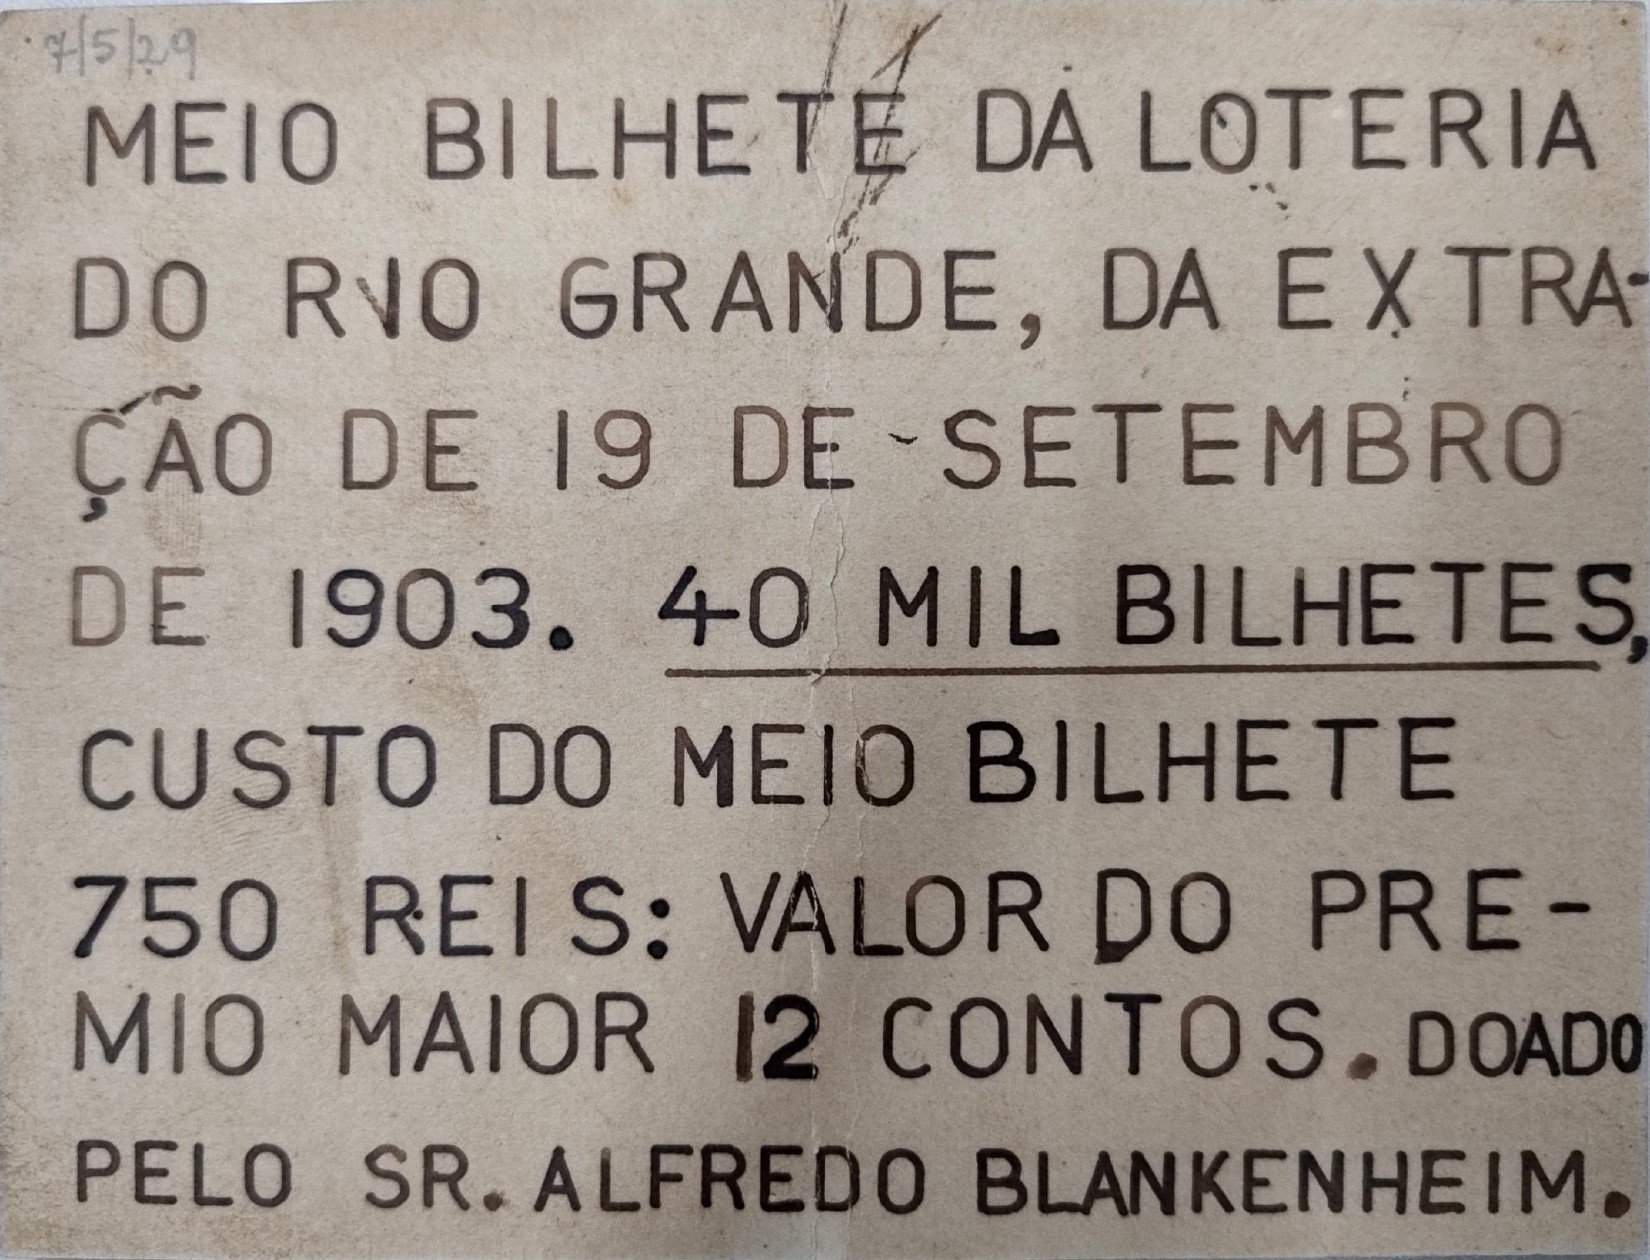 7/5/29
MEIO BILHETE DA LOTERIA
DO RIO GRANDE, DA EXTRA-
ÇÃO DE 19 DE SETEMBRO
DE 1903. 40 MIL BILHETES,
CUSTO DO MEIO BILHETE
750 REIS: VALOR DO PRE-
MIO MAIOR 12 CONTOS. DOADO
PELO SR. ALFREDO BLANKENHEIM.